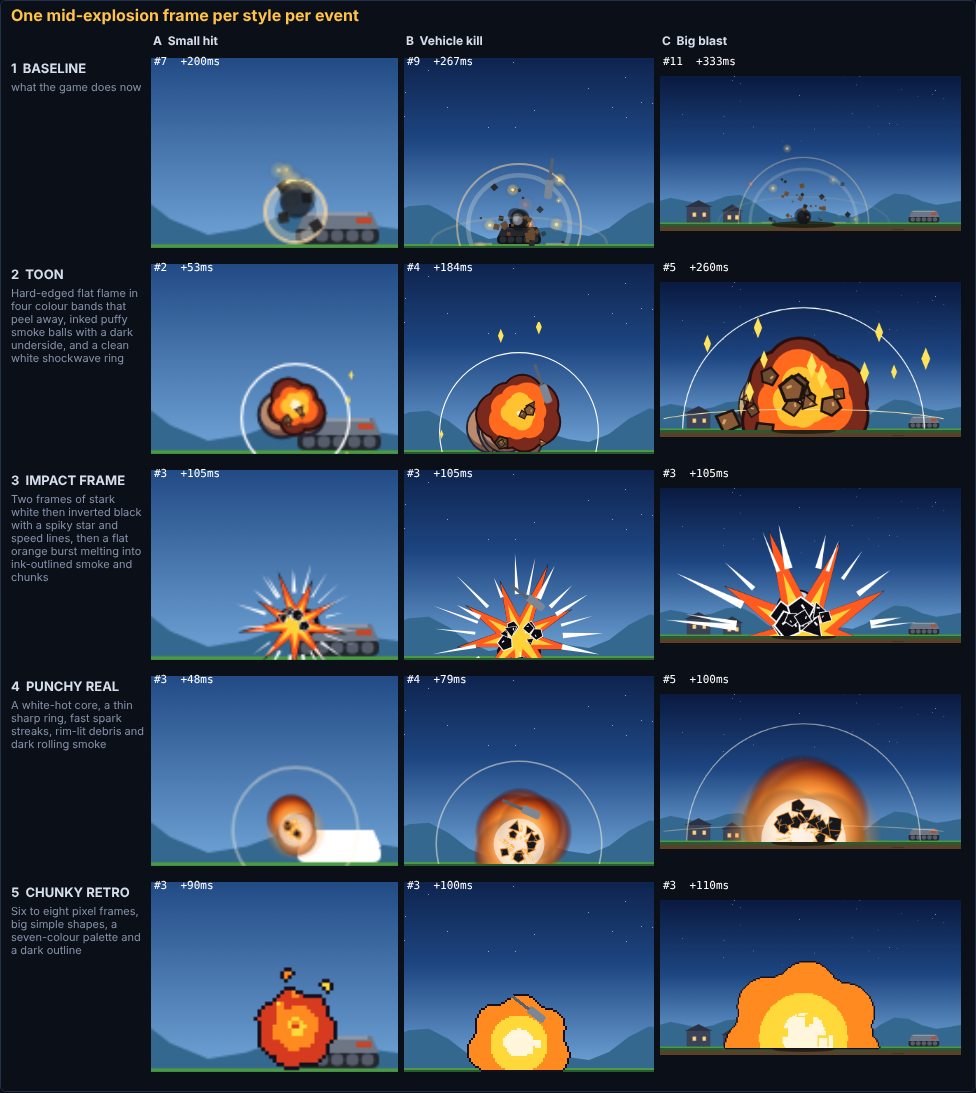 One mid-explosion frame per style per event
A Small hit
B Vehicle kill
C Big blast
1 BASELINE
what the game does now
#7 +200ms
#9 +267ms
#11 +333ms
2 TOON
Hard-edged flat flame in
four colour bands that
peel away, inked puffy
smoke balls with a dark
underside, and a clean
white shockwave ring
#2 +53ms
#4 +184ms
#5 +260ms
3 IMPACT FRAME
Two frames of stark
white then inverted black
with a spiky star and
speed lines, then a flat
orange burst melting into
ink-outlined smoke and
chunks
#3 +105ms
#3 +105ms
#3 +105ms
4 PUNCHY REAL
A white-hot core, a thin
sharp ring, fast spark
streaks, rim-lit debris and
dark rolling smoke
#3 +48ms
#4 +79ms
#5 +100ms
5 CHUNKY RETRO
Six to eight pixel frames,
big simple shapes, a
seven-colour palette and
a dark outline
#3 +90ms
#3 +100ms
#3 +110ms